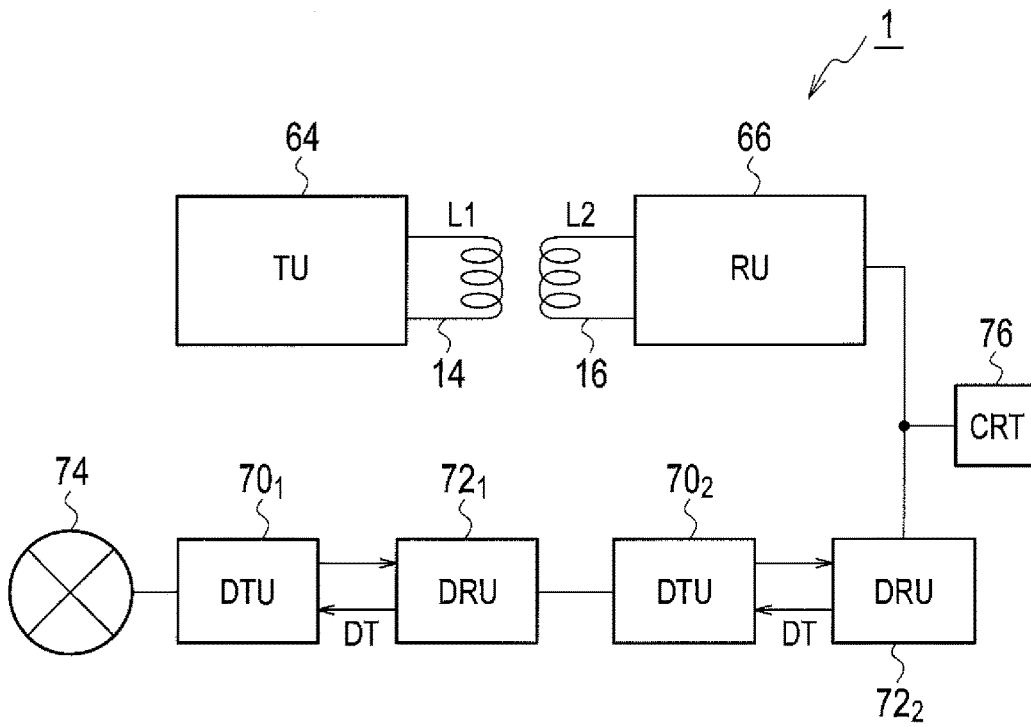 1
64
66
L1
L2
TU
RU
14
16
76
CRT
74
70₁
72₁
70₂
DTU
DRU
DTU
DRU
DT
DT
72₂